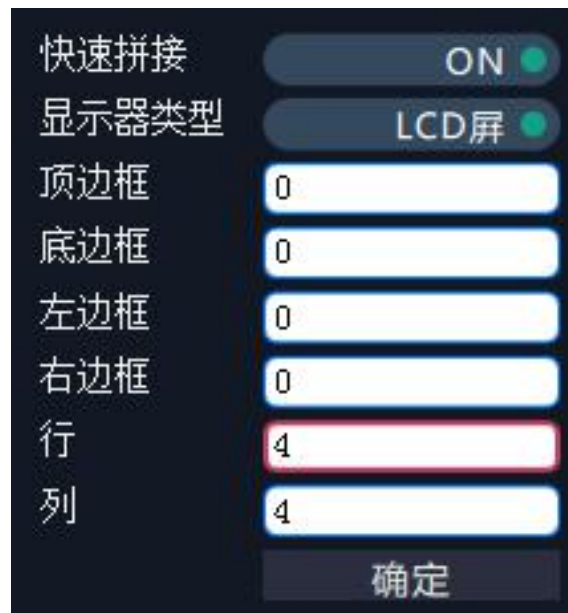 快速拼接 ON
显示器类型 LCD屏
顶边框 0
底边框 0
左边框 0
右边框 0
行 4
列 4
确定